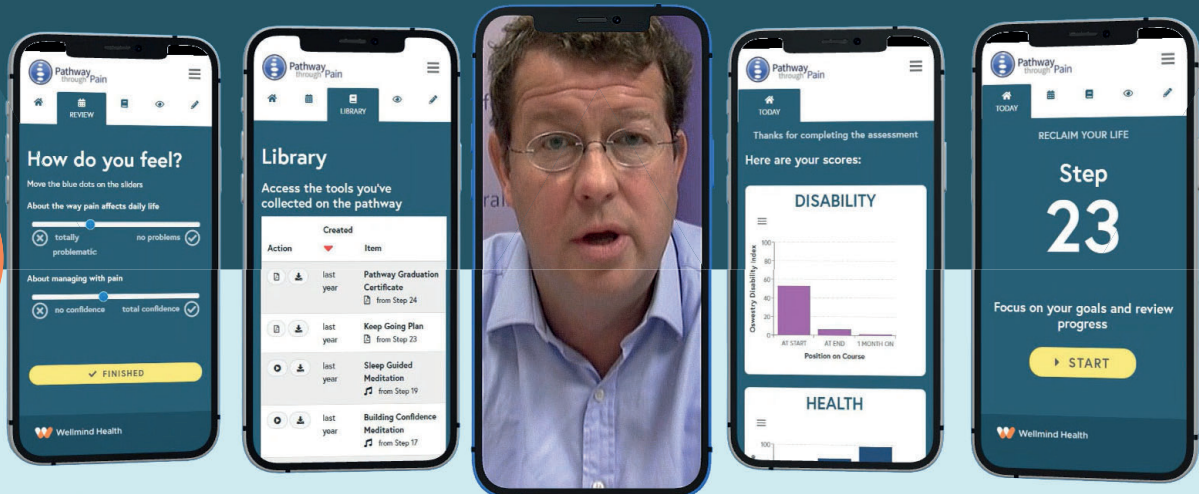 Pathway
through Pain
REVIEW
How do you feel?
Move the blue dots on the sliders
About the way pain affects daily life
totally
problematic
no problems
About managing with pain
no confidence
total confidence
FINISHED
Wellmind Health
Pathway
through Pain
LIBRARY
Library
Access the tools you've
collected on the pathway
Created
Action
Item
last
year
Pathway Graduation
Certificate
from Step 24
last
year
Keep Going Plan
from Step 23
last
year
Sleep Guided
Meditation
from Step 19
last
year
Building Confidence
Meditation
from Step 17
Pathway
through Pain
TODAY
Thanks for completing the assessment
Here are your scores:
DISABILITY
Oswestry Disability Index
100
80
60
40
20
0
AT START
AT END
1 MONTH ON
Position on Course
HEALTH
100
Pathway
through Pain
TODAY
RECLAIM YOUR LIFE
Step
23
Focus on your goals and review
progress
START
Wellmind Health